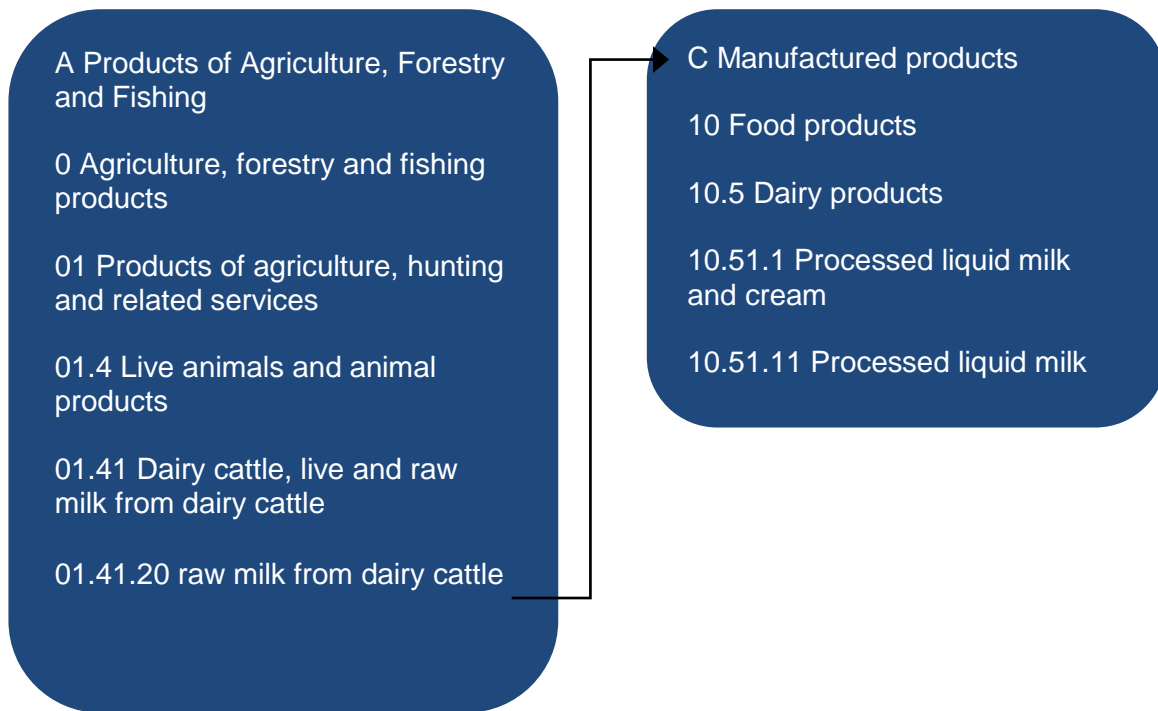 A Products of Agriculture, Forestry
and Fishing
0 Agriculture, forestry and fishing
products
01 Products of agriculture, hunting
and related services
01.4 Live animals and animal
products
01.41 Dairy cattle, live and raw
milk from dairy cattle
01.41.20 raw milk from dairy cattle
C Manufactured products
10 Food products
10.5 Dairy products
10.51.1 Processed liquid milk
and cream
10.51.11 Processed liquid milk